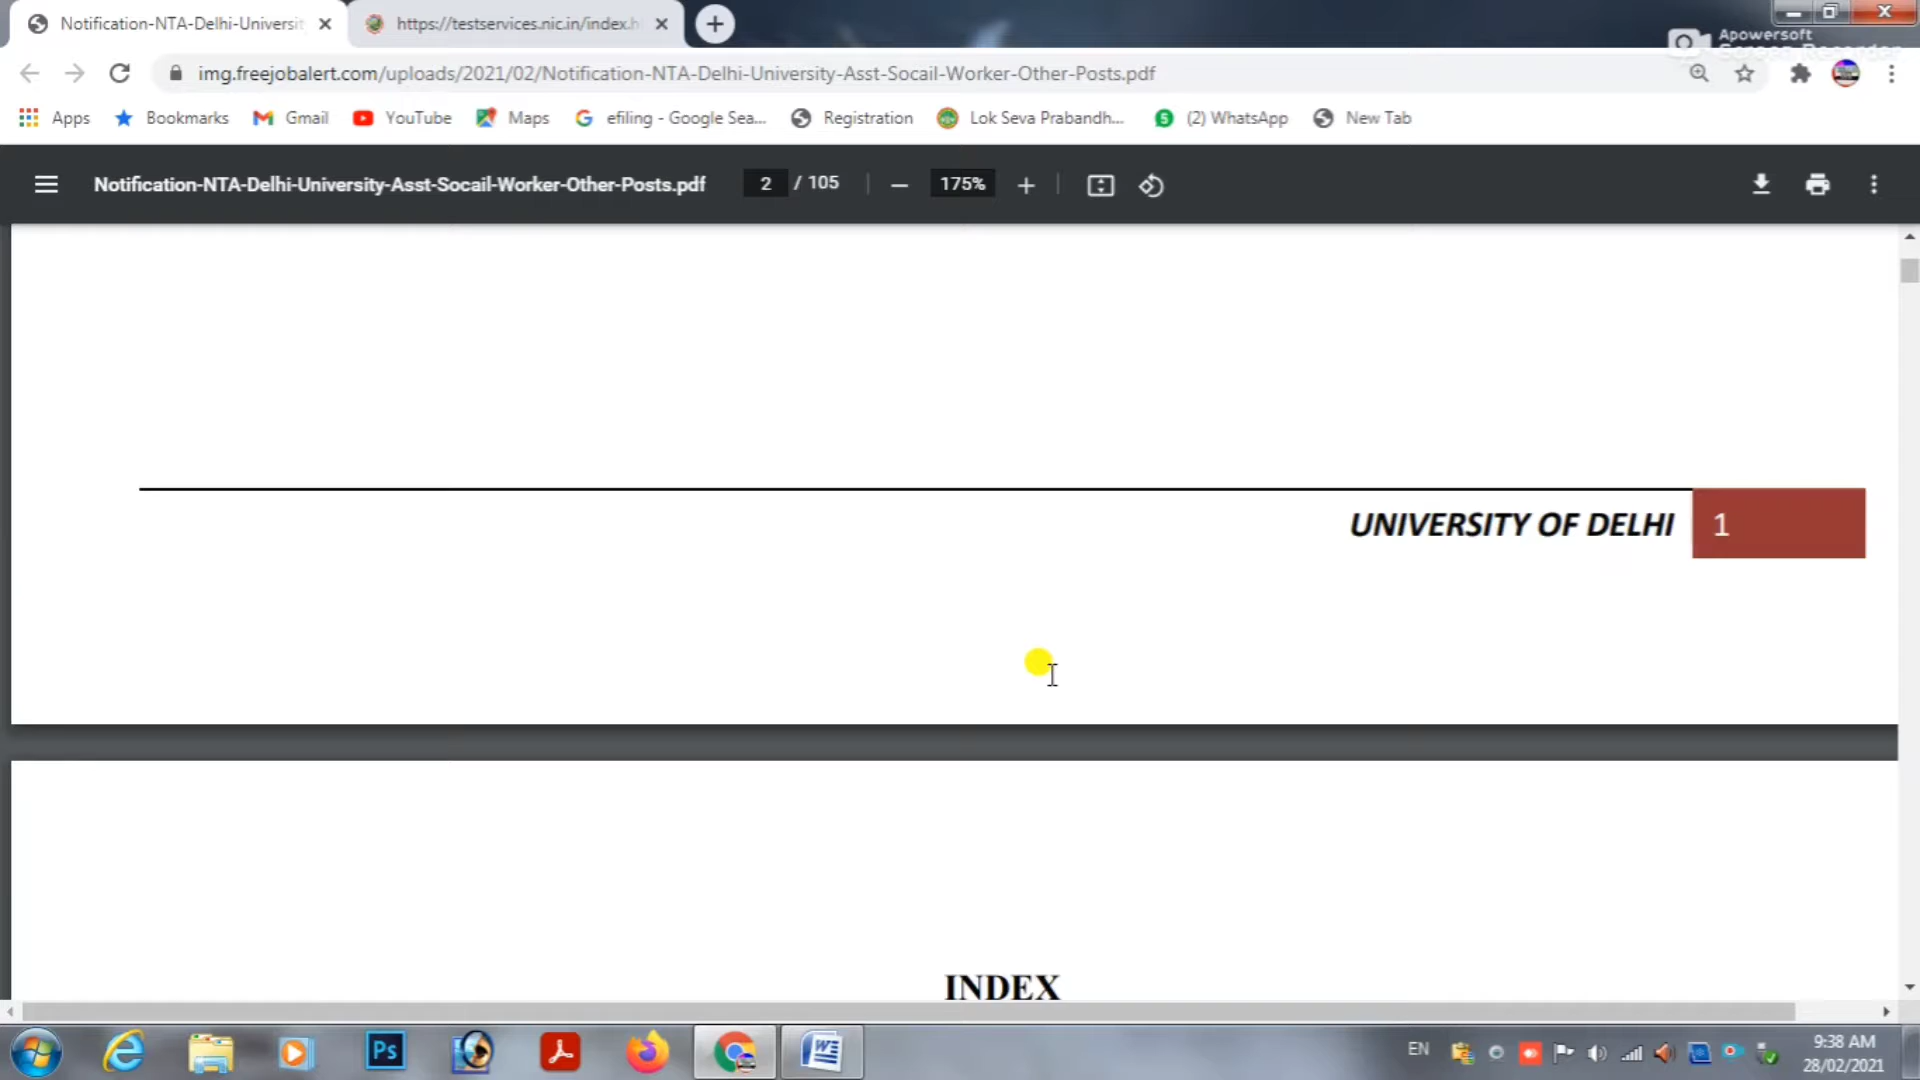 Notification-NTA-Delhi-Universit
https://testservices.nic.in/index.h
Apowersoft
Screen Recorder
img.freejobalert.com/uploads/2021/02/Notification-NTA-Delhi-University-Asst-Socail-Worker-Other-Posts.pdf
Apps
Bookmarks
Gmail
YouTube
Maps
efiling - Google Sea...
Registration
Lok Seva Prabandh...
(2) WhatsApp
New Tab
Notification-NTA-Delhi-University-Asst-Socail-Worker-Other-Posts.pdf
2 / 105
175%
UNIVERSITY OF DELHI 1
INDEX
Ps
EN
9:38 AM
28/02/2021